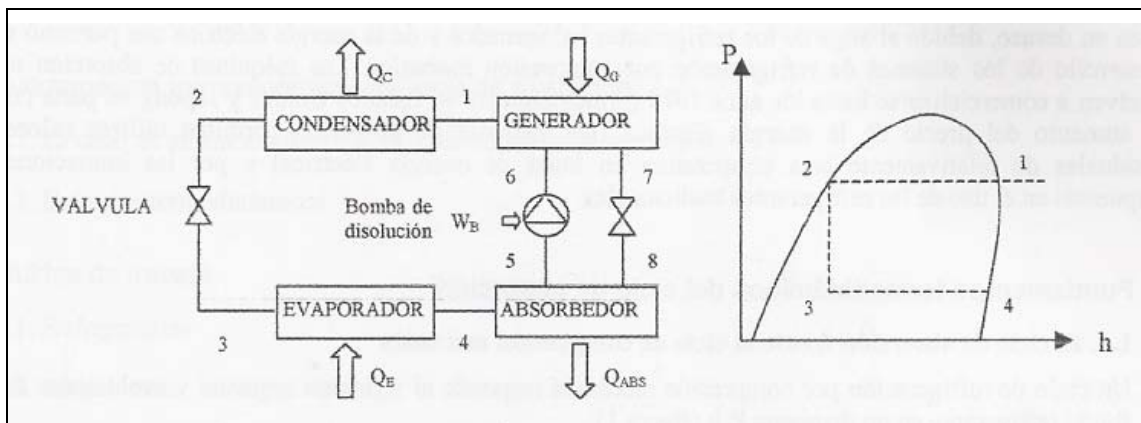 Q_C
Q_G
1
CONDENSADOR
GENERADOR
6
7
VALVULA
Bomba de
disolución
W_B
5
8
EVAPORADOR
ABSORBEDOR
3
4
Q_E
Q_ABS
P
2
1
3
4
h